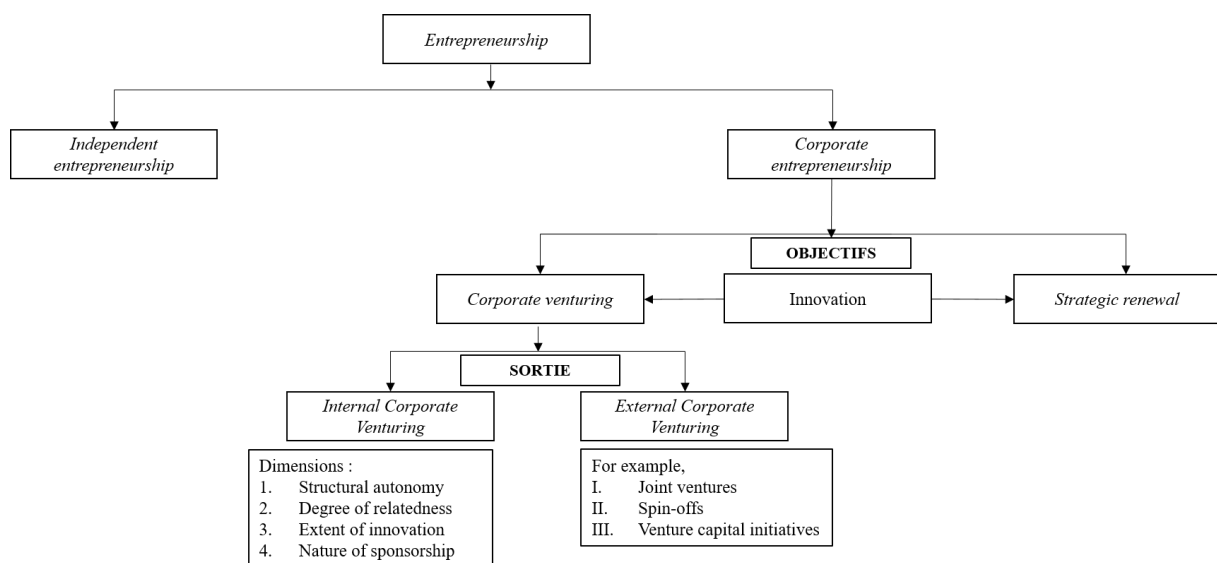 Entrepreneurship
Independent
entrepreneurship
Corporate
entrepreneurship
OBJECTIFS
Corporate venturing
Innovation
Strategic renewal
SORTIE
Internal Corporate
Venturing
External Corporate
Venturing
Dimensions :
1. Structural autonomy
2. Degree of relatedness
3. Extent of innovation
4. Nature of sponsorship
For example,
I. Joint ventures
II. Spin-offs
III. Venture capital initiatives